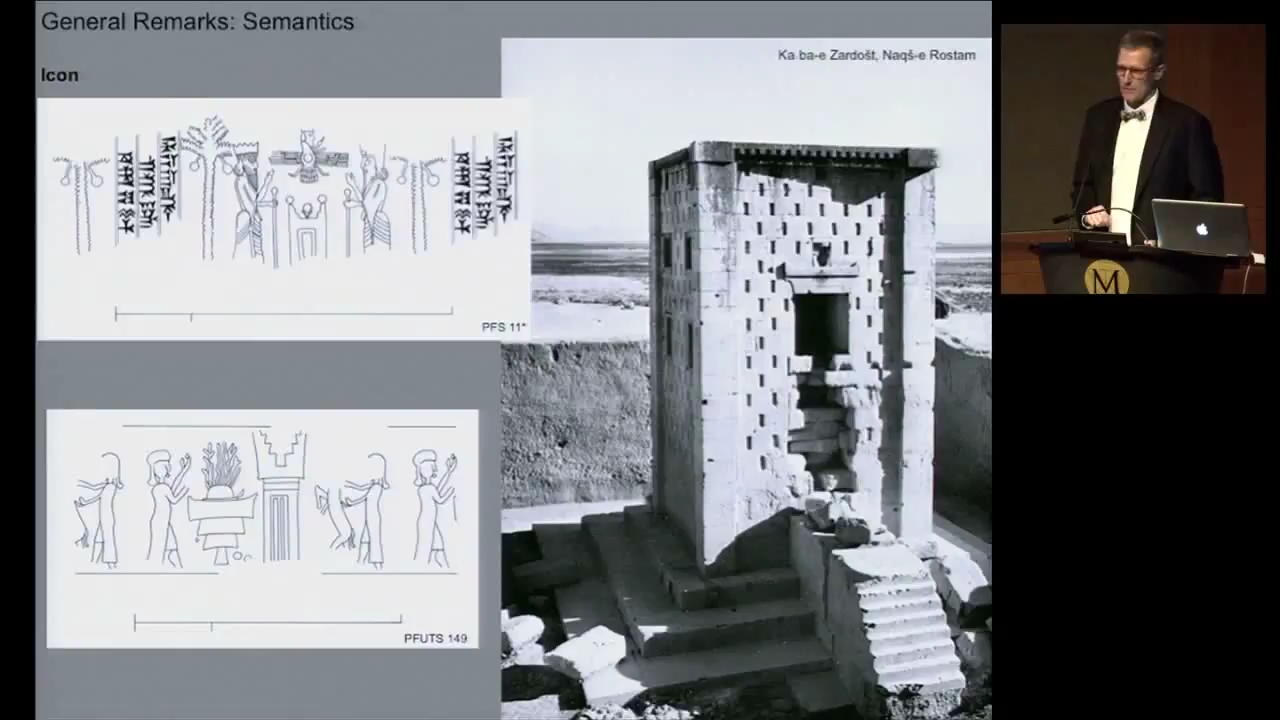 General Remarks: Semantics
Icon
Ka ba-e Zardošt, Naqš-e Rostam
PFS 11*
PFUTS 149
M